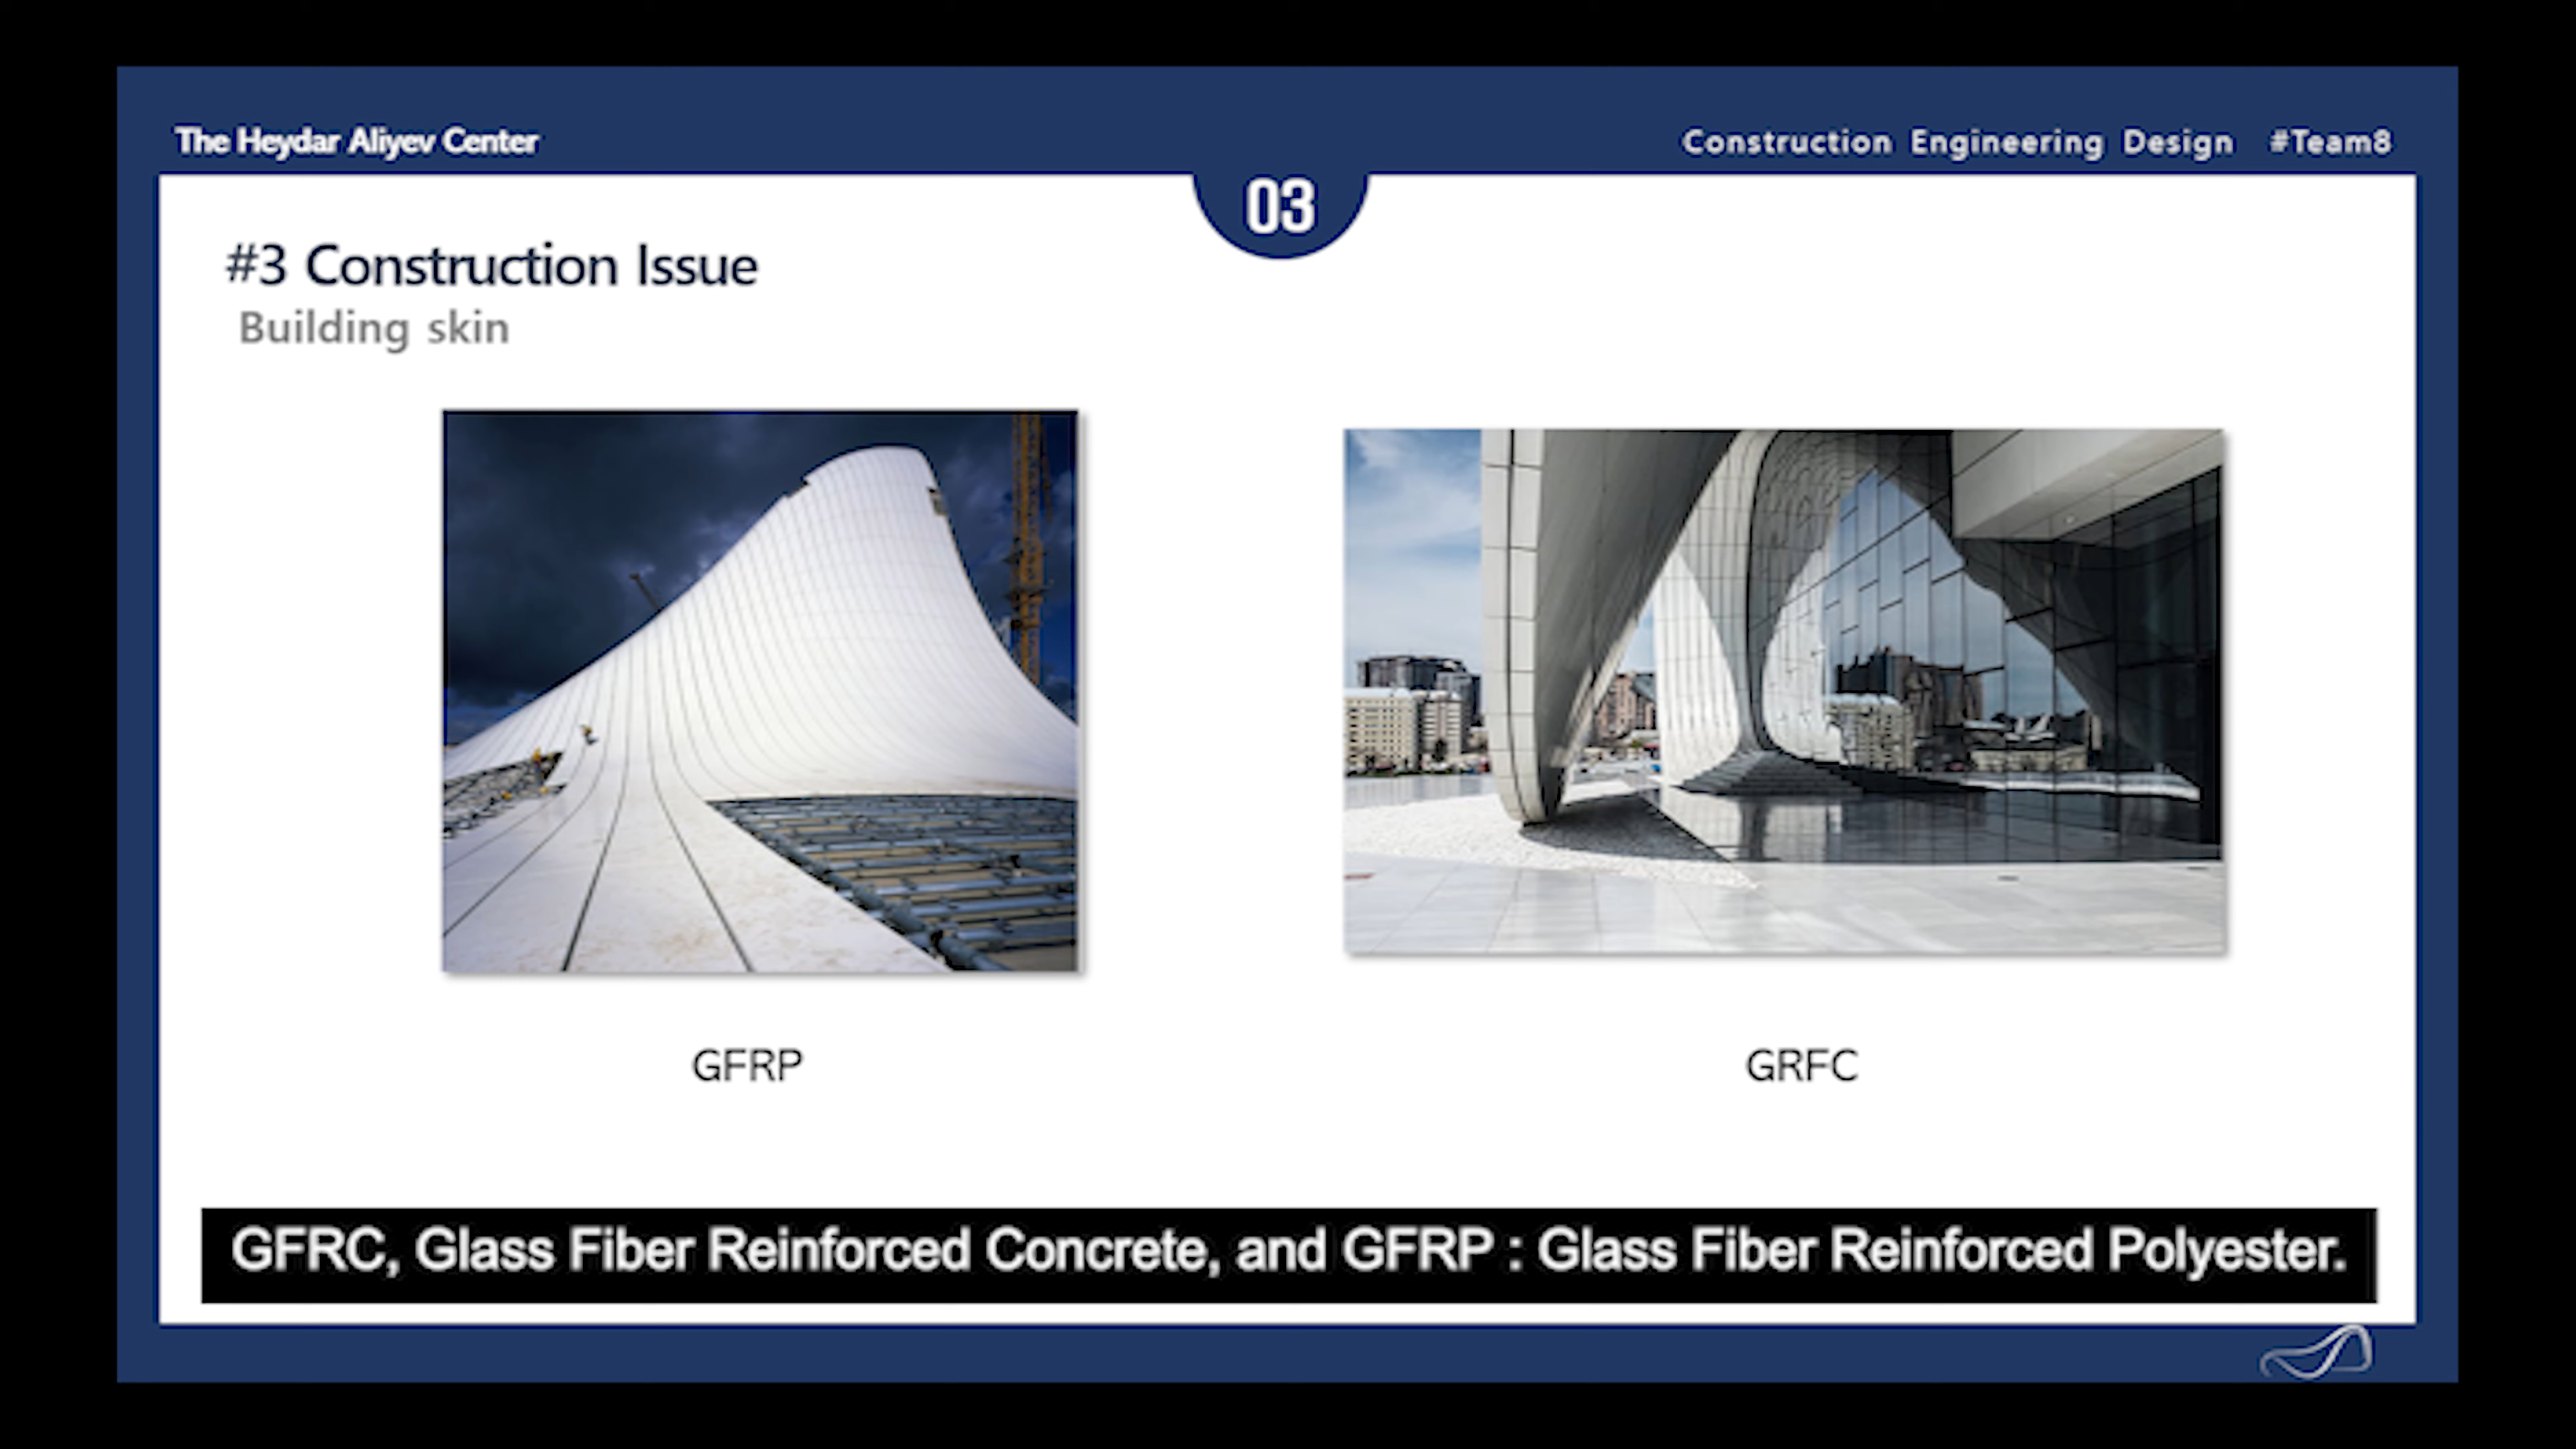 The Heydar Aliyev Center
Construction Engineering Design #Team8
03
#3 Construction Issue
Building skin
GFRP
GRFC
GFRC, Glass Fiber Reinforced Concrete, and GFRP : Glass Fiber Reinforced Polyester.